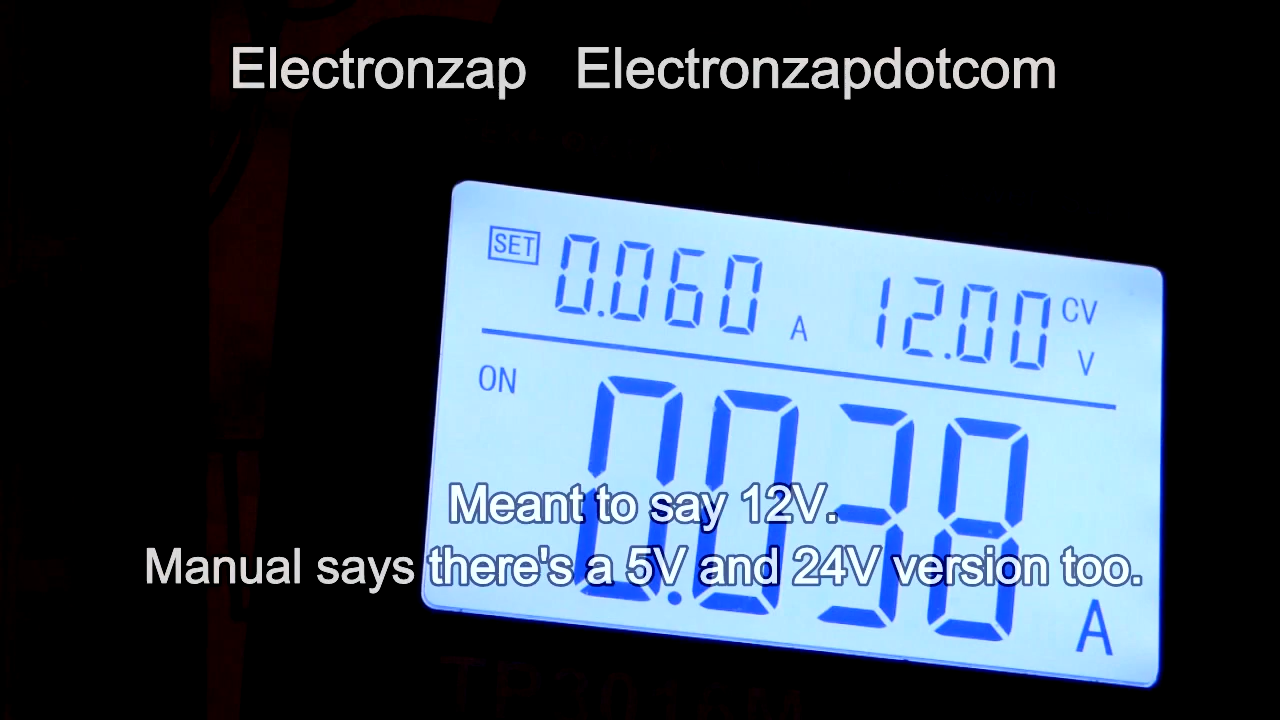 Electronzap Electronzapdotcom
SET 0.060 A 12.00 CV V
ON
0.038 A
Meant to say 12V.
Manual says there's a 5V and 24V version too.